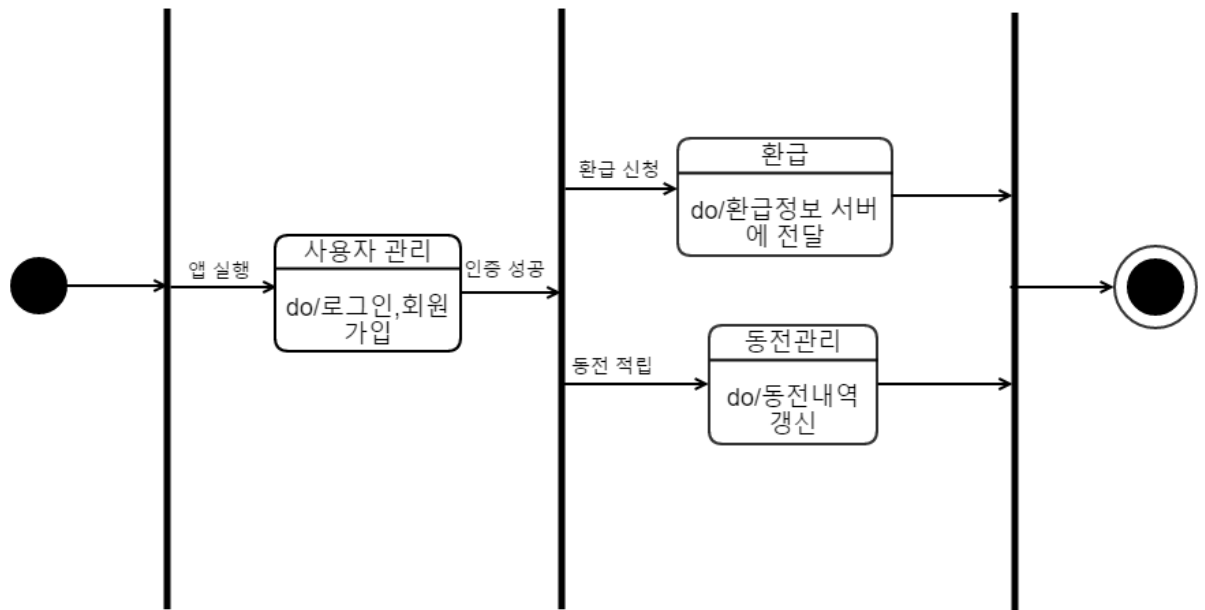 앱 실행
사용자 관리
do/로그인,회원
가입
인증 성공
환급 신청
환급
do/환급정보 서버
에 전달
동전 적립
동전관리
do/동전내역
갱신